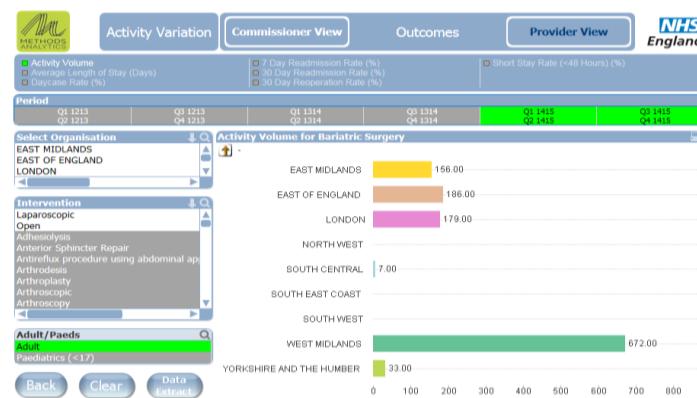 METHODS
ANALYTICS
Activity Variation
Commissioner View
Outcomes
Provider View
NHS
England
Activity Volume
Average Length of Stay (Days)
Daycase Rate (%)
7 Day Readmission Rate (%)
30 Day Readmission Rate (%)
30 Day Reoperation Rate (%)
Short Stay Rate (<48 Hours) (%)
Period
Q1 1213 Q3 1213 Q1 1314 Q3 1314 Q1 1415 Q3 1415
Q2 1213 Q4 1213 Q2 1314 Q4 1314 Q2 1415 Q4 1415
Select Organisation
EAST MIDLANDS
EAST OF ENGLAND
LONDON
Intervention
Laparoscopic
Open
Adhesiolysis
Anterior Sphincter Repair
Antireflux procedure using abdominal ap
Arthrodesis
Arthroplasty
Arthroscopic
Arthroscopy
Adult/Paeds
Adult
Paediatrics (<17)
Back
Clear
Data
Extract
Activity Volume for Bariatric Surgery
-
EAST MIDLANDS 156.00
EAST OF ENGLAND 186.00
LONDON 179.00
NORTH WEST
SOUTH CENTRAL 7.00
SOUTH EAST COAST
SOUTH WEST
WEST MIDLANDS 672.00
YORKSHIRE AND THE HUMBER 33.00
0 100 200 300 400 500 600 700 800